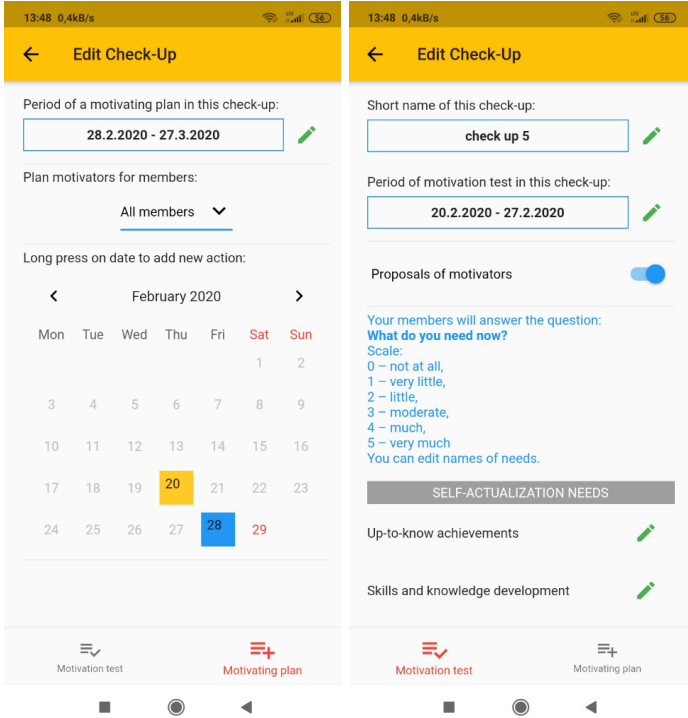 13:48 0,4kB/s
LTE
56
Edit Check-Up
Period of a motivating plan in this check-up:
28.2.2020 - 27.3.2020
Plan motivators for members:
All members
Long press on date to add new action:
February 2020
Mon Tue Wed Thu Fri Sat Sun
1 2
3 4 5 6 7 8 9
10 11 12 13 14 15 16
17 18 19 20 21 22 23
24 25 26 27 28 29
Motivation test
Motivating plan
13:48 0,4kB/s
LTE
56
Edit Check-Up
Short name of this check-up:
check up 5
Period of motivation test in this check-up:
20.2.2020 - 27.2.2020
Proposals of motivators
Your members will answer the question:
What do you need now?
Scale:
0 – not at all,
1 – very little,
2 – little,
3 – moderate,
4 – much,
5 – very much
You can edit names of needs.
SELF-ACTUALIZATION NEEDS
Up-to-know achievements
Skills and knowledge development
Motivation test
Motivating plan